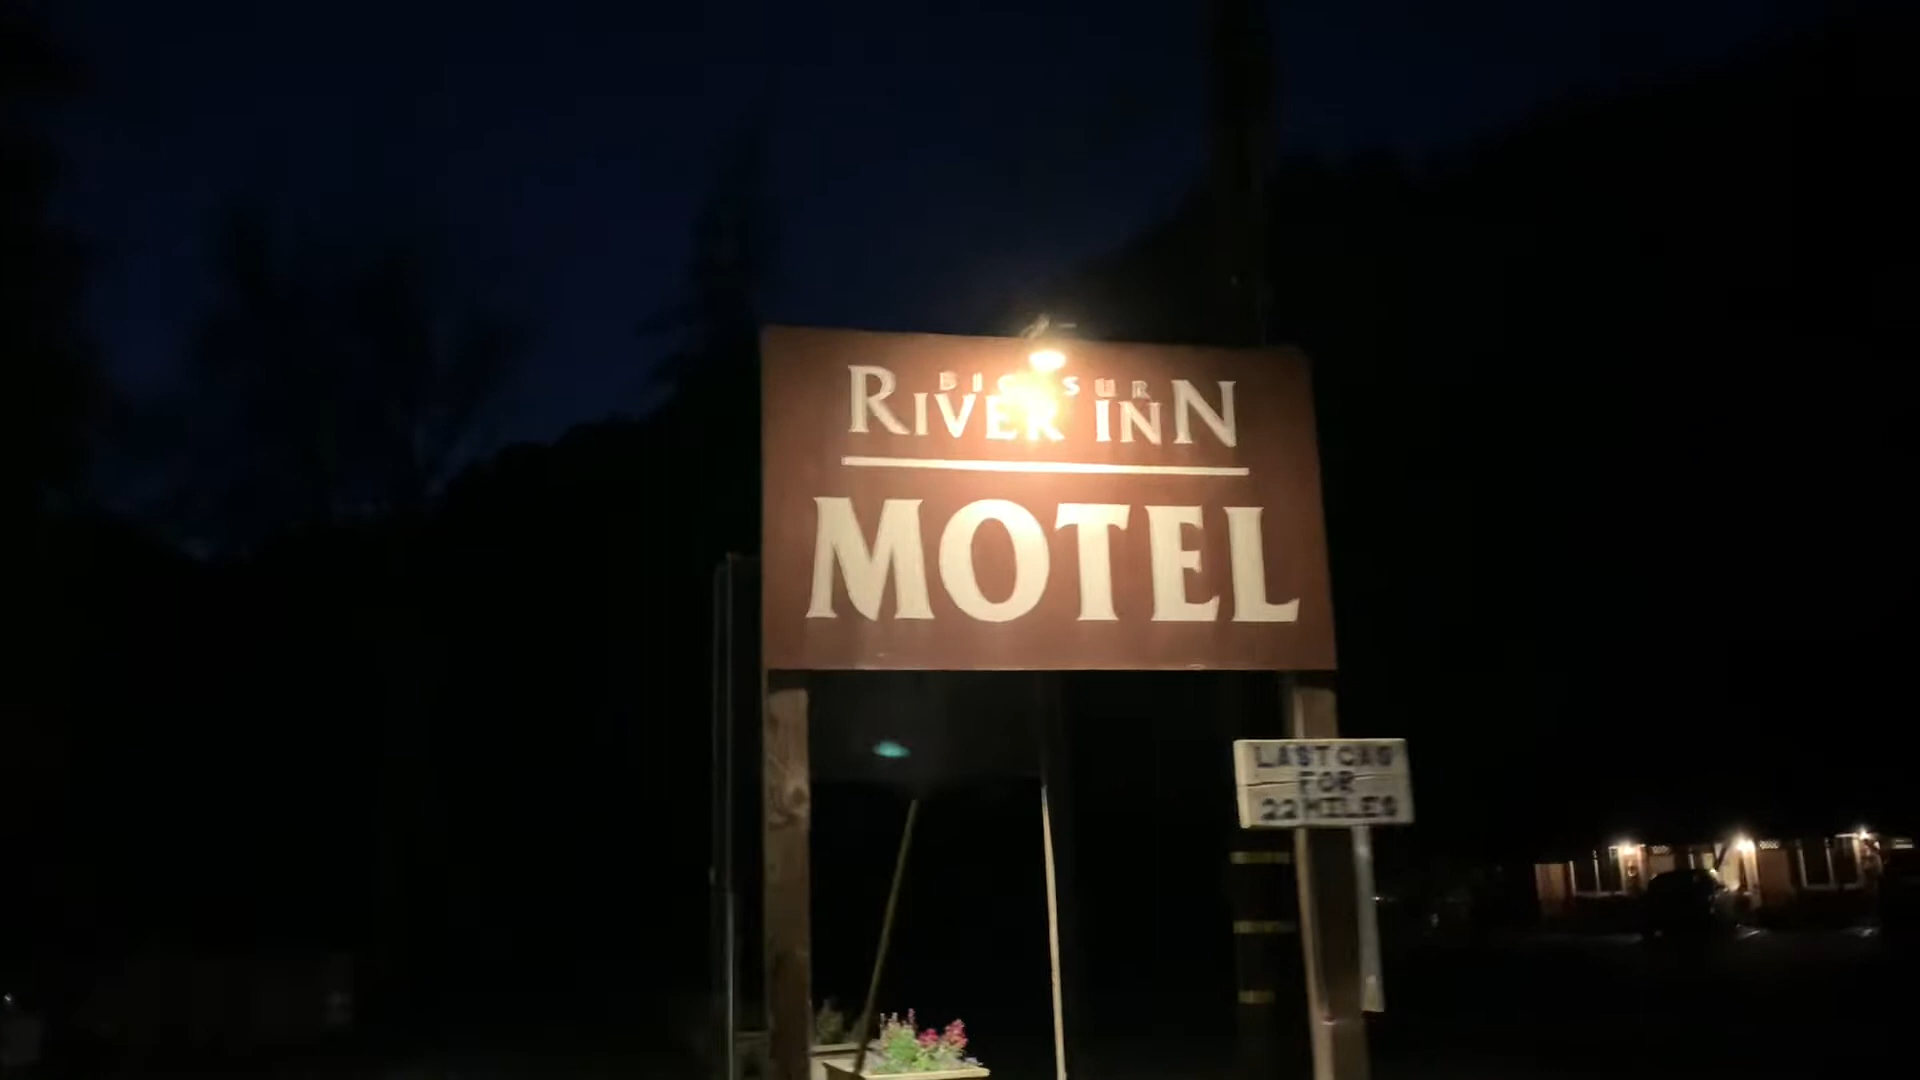 BIG SUR
RIVER INN
MOTEL
LAST GAS
FOR
22 MILES